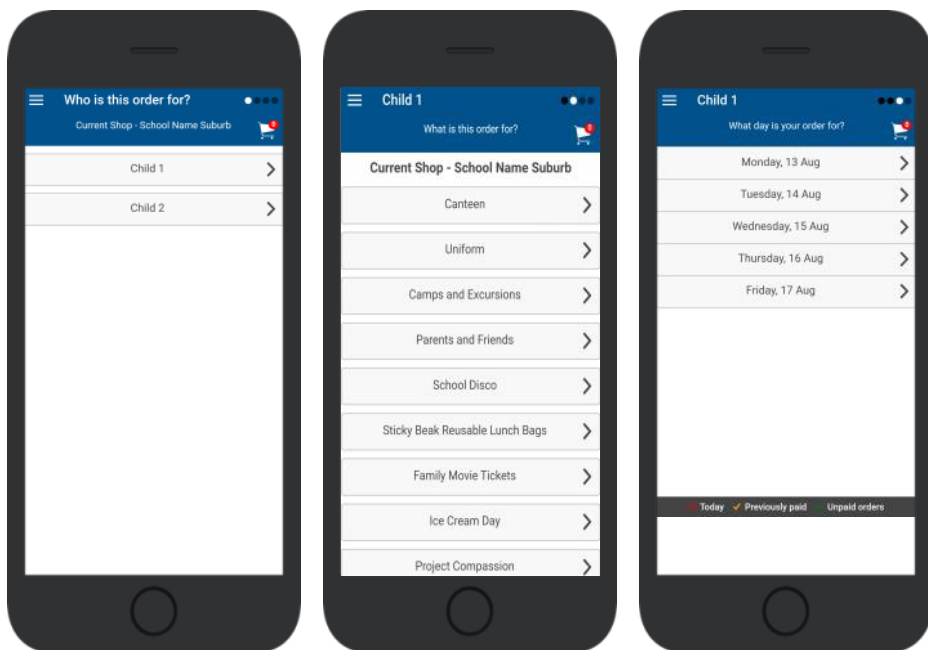 Who is this order for?
Current Shop - School Name Suburb
Child 1
Child 2
Child 1
What is this order for?
Current Shop - School Name Suburb
Canteen
Uniform
Camps and Excursions
Parents and Friends
School Disco
Sticky Beak Reusable Lunch Bags
Family Movie Tickets
Ice Cream Day
Project Compassion
Child 1
What day is your order for?
Monday, 13 Aug
Tuesday, 14 Aug
Wednesday, 15 Aug
Thursday, 16 Aug
Friday, 17 Aug
Today Previously paid Unpaid orders